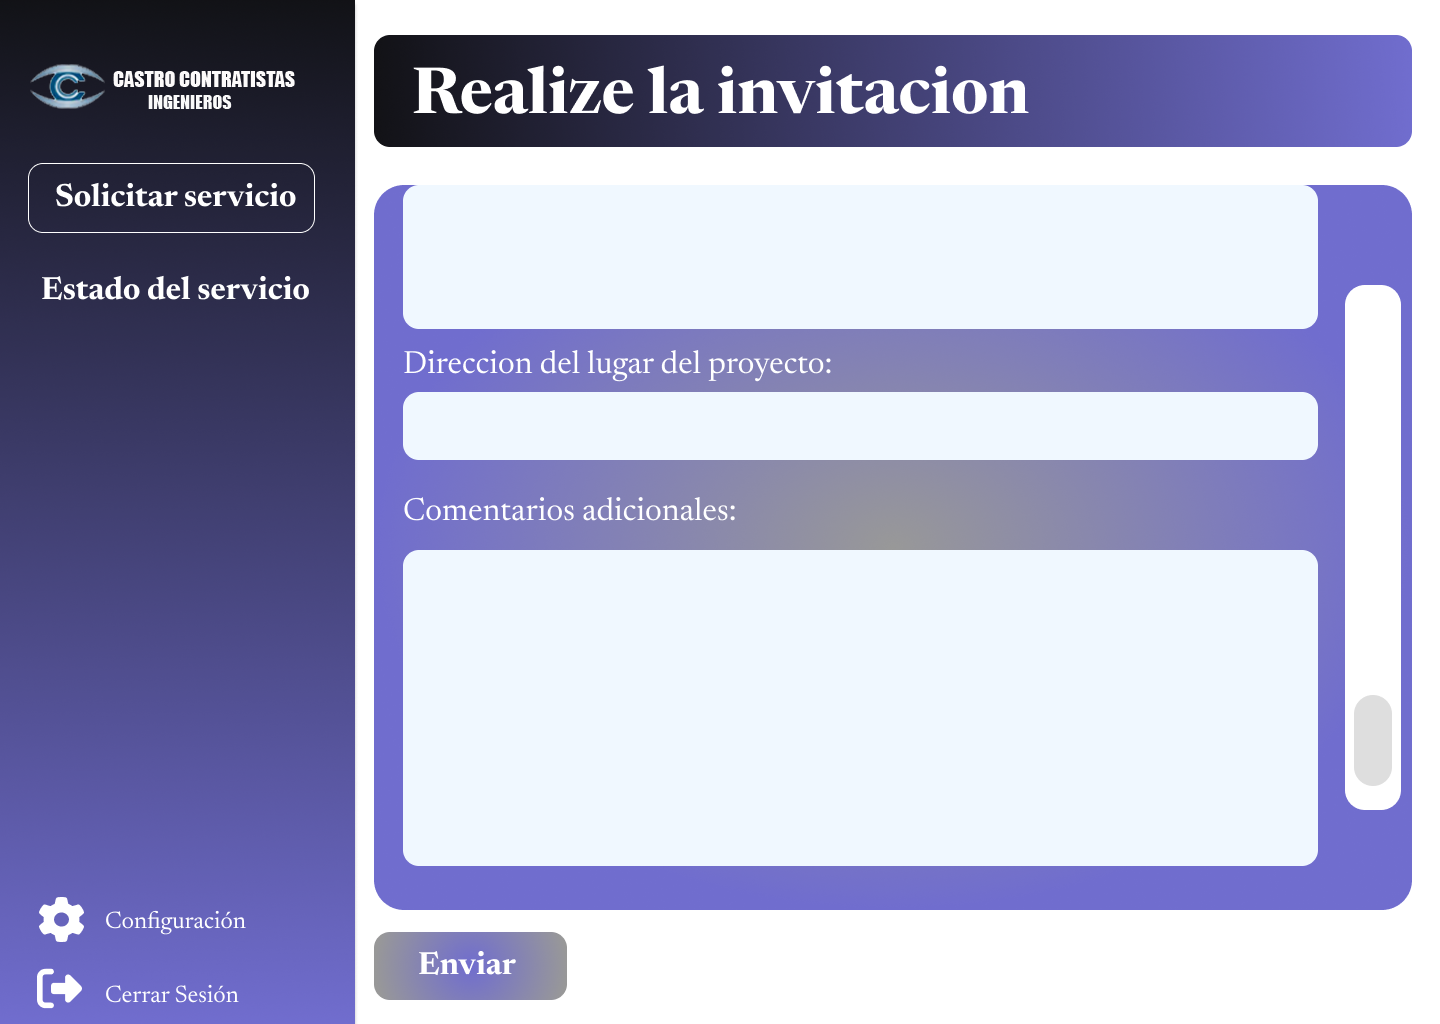 CASTRO CONTRATISTAS
INGENIEROS
Solicitar servicio
Estado del servicio
Configuración
Cerrar Sesión
Realize la invitacion
Direccion del lugar del proyecto:
Comentarios adicionales:
Enviar